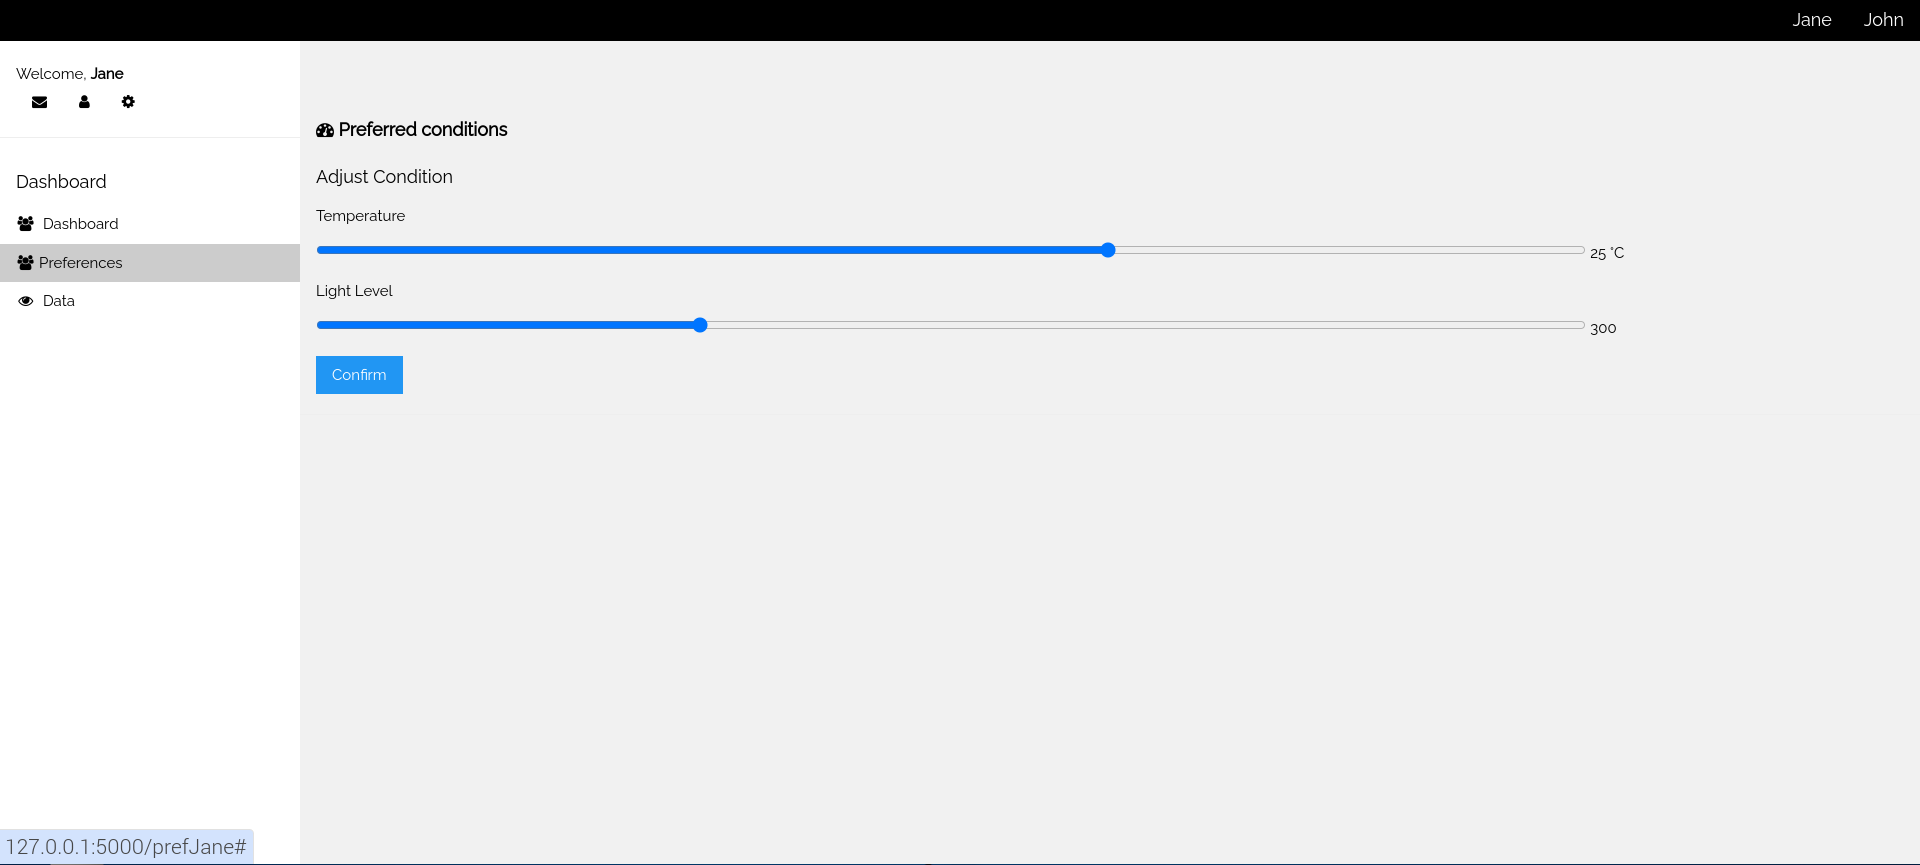 Jane John
Welcome, Jane
Dashboard
Dashboard
Preferences
Data
Preferred conditions
Adjust Condition
Temperature
25 °C
Light Level
300
Confirm
127.0.0.1:5000/prefJane#